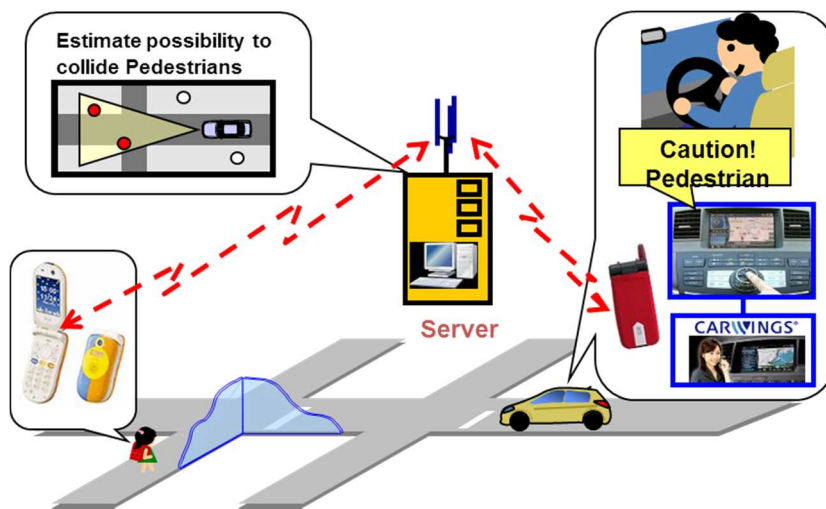 Estimate possibility to
collide Pedestrians
Caution!
Pedestrian
Server
CARWINGS®